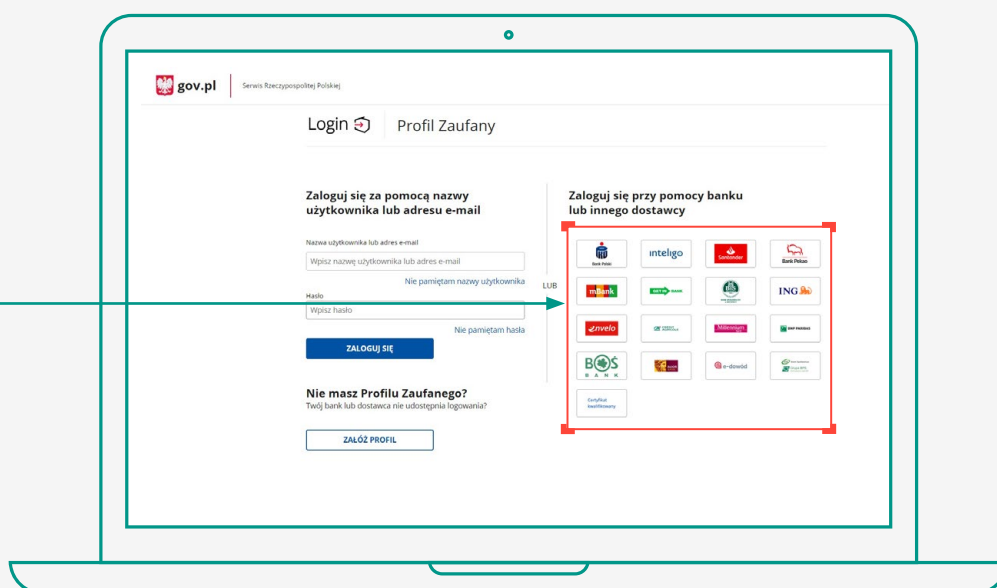 gov.pl
Serwis Rzeczypospolitej Polskiej
Login
Profil Zaufany
Zaloguj się za pomocą nazwy
użytkownika lub adresu e-mail
Nazwa użytkownika lub adres e-mail
Wpisz nazwę użytkownika lub adres e-mail
Nie pamiętam nazwy użytkownika
Hasło
Wpisz hasło
Nie pamiętam hasła
ZALOGUJ SIĘ
Nie masz Profilu Zaufanego?
Twój bank lub dostawca nie udostępnia logowania?
ZAŁÓŻ PROFIL
LUB
Zaloguj się przy pomocy banku
lub innego dostawcy
Bank Polski
inteligo
Santander
Bank Pekao
mBank
BANK
ING
envelo
Millennium
BNP PARIBAS
BOŚ
BANK
e-dowód
Certyfikat
kwalifikowany